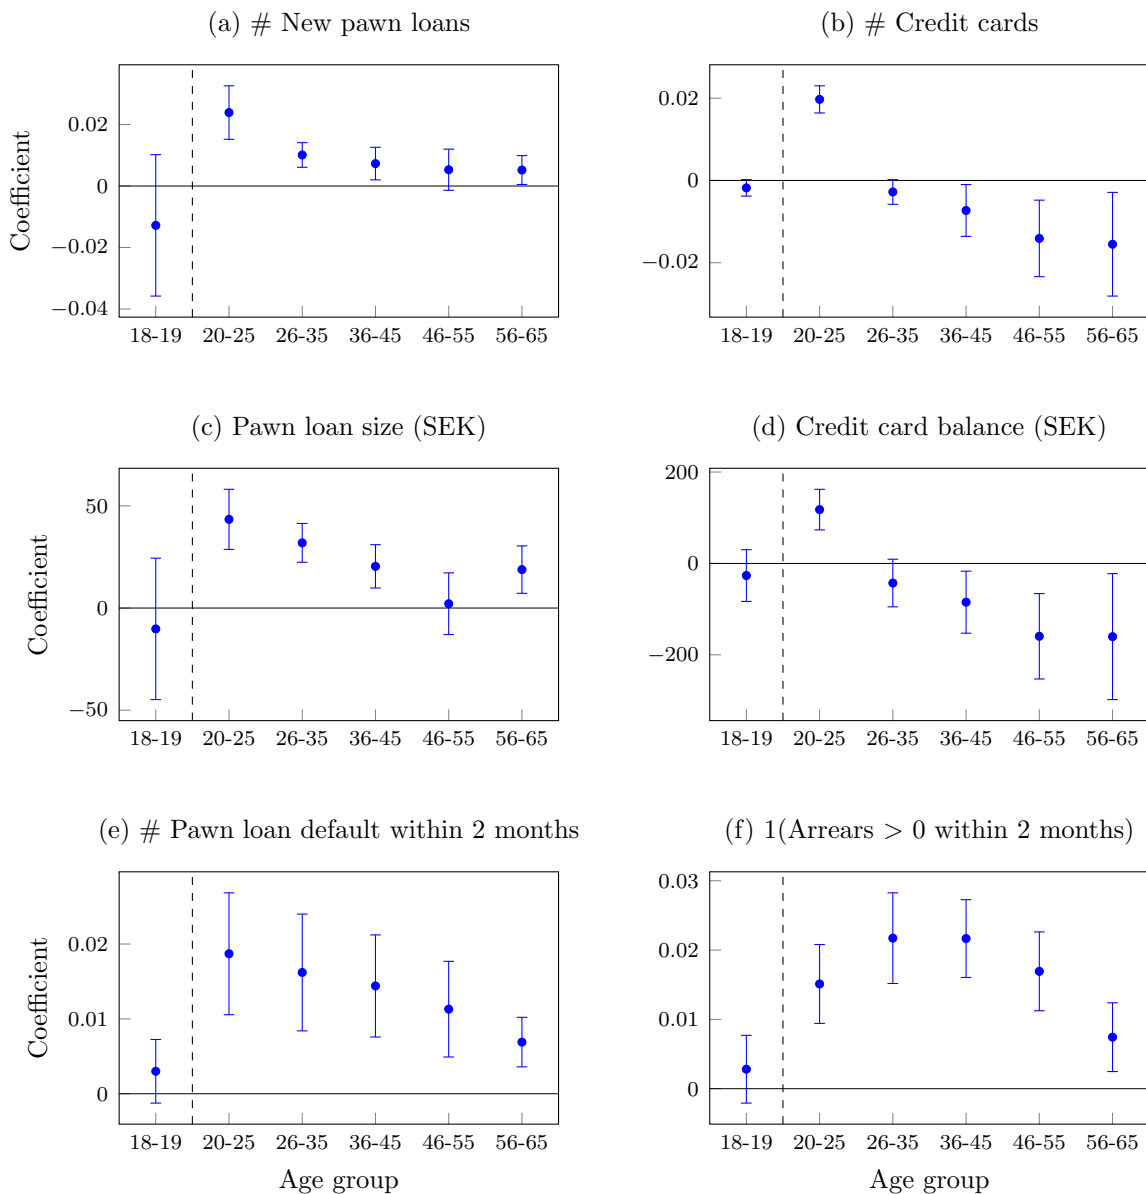 (a) # New pawn loans
(b) # Credit cards
Coefficient
0.02
0
−0.02
−0.04
18-19 20-25 26-35 36-45 46-55 56-65
0.02
0
−0.02
18-19 20-25 26-35 36-45 46-55 56-65
(c) Pawn loan size (SEK)
(d) Credit card balance (SEK)
Coefficient
50
0
−50
18-19 20-25 26-35 36-45 46-55 56-65
200
0
−200
18-19 20-25 26-35 36-45 46-55 56-65
(e) # Pawn loan default within 2 months
(f) 1(Arrears > 0 within 2 months)
Coefficient
0.02
0.01
0
18-19 20-25 26-35 36-45 46-55 56-65
Age group
0.03
0.02
0.01
0
18-19 20-25 26-35 36-45 46-55 56-65
Age group